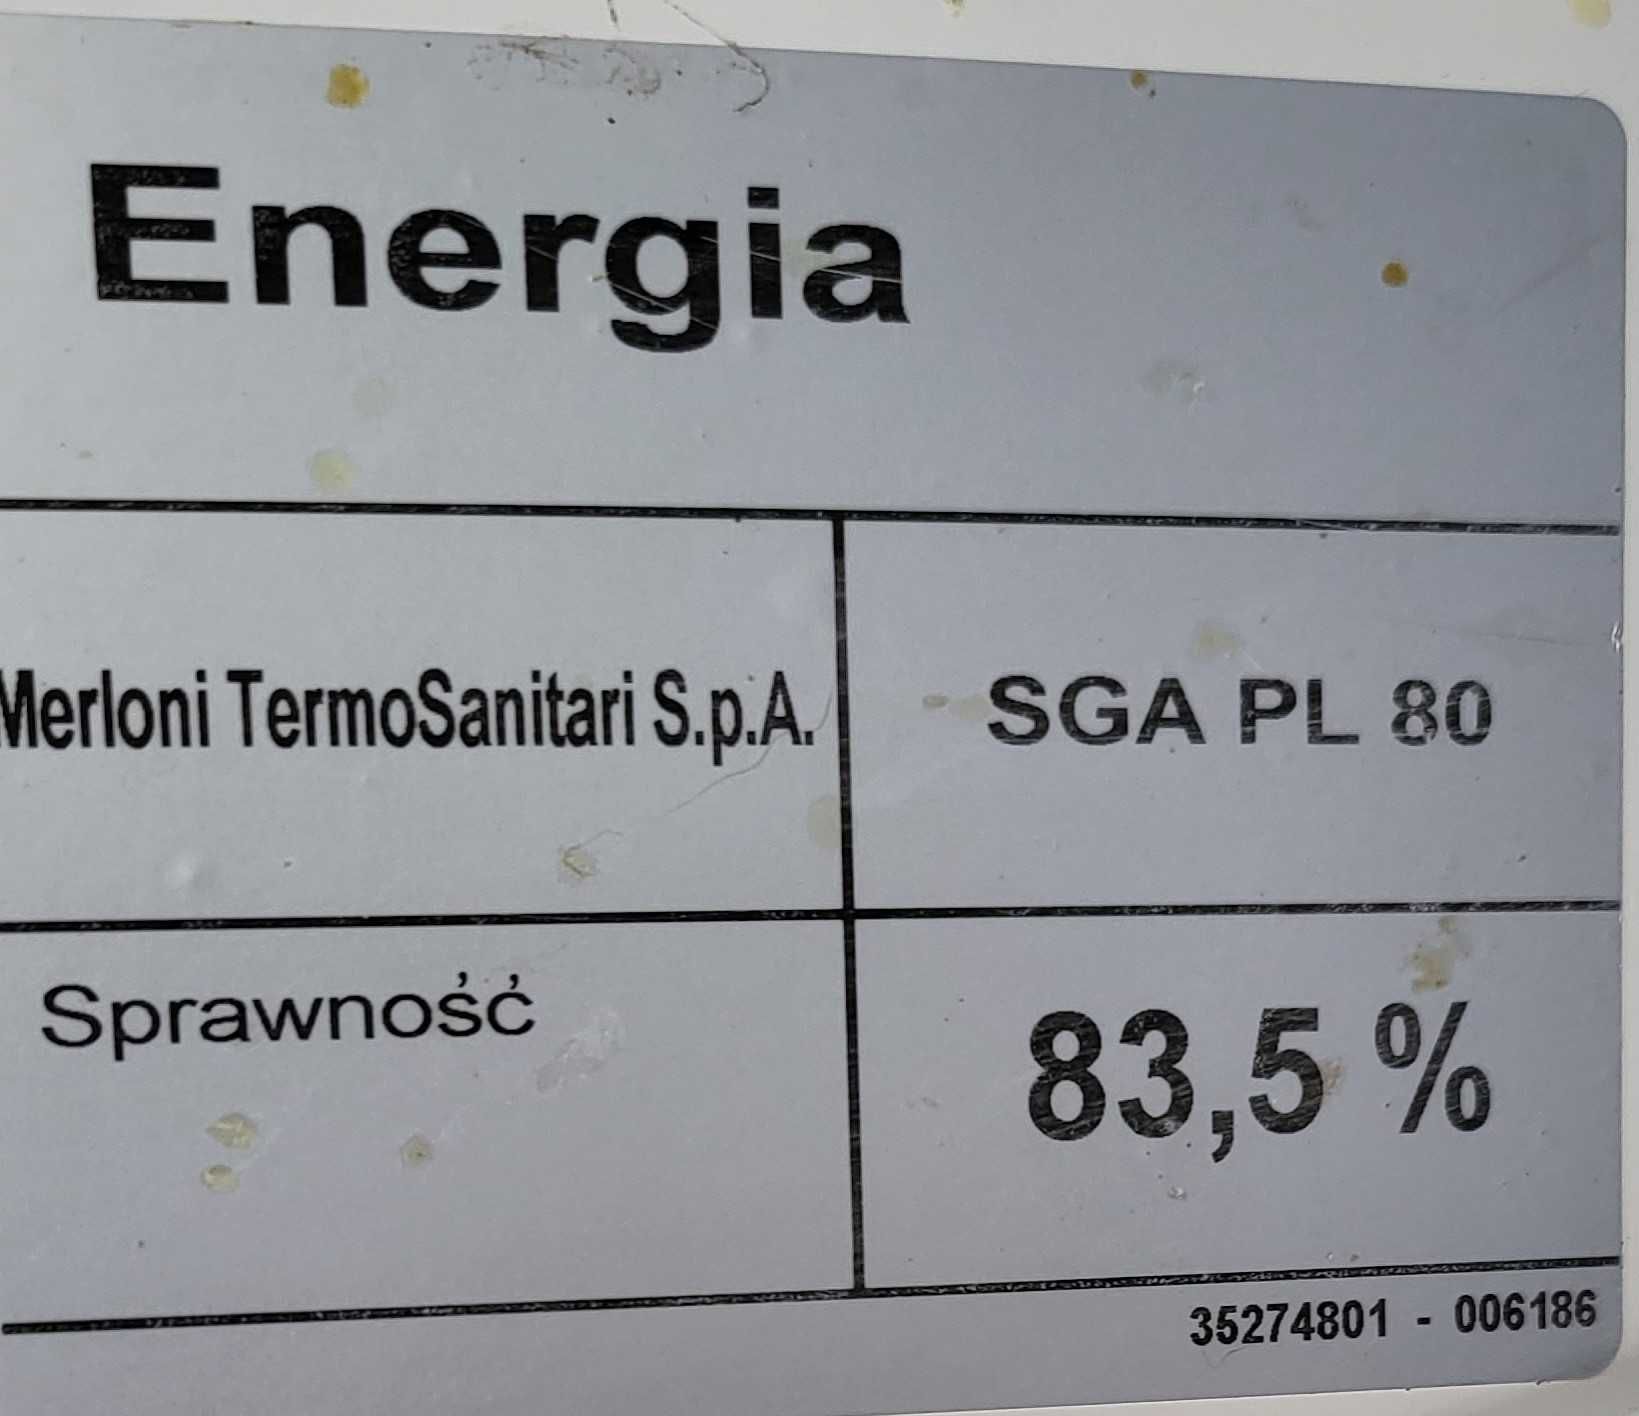 Energia
Merloni TermoSanitari S.p.A.
SGA PL 80
Sprawność
83,5 %
35274801 - 006186